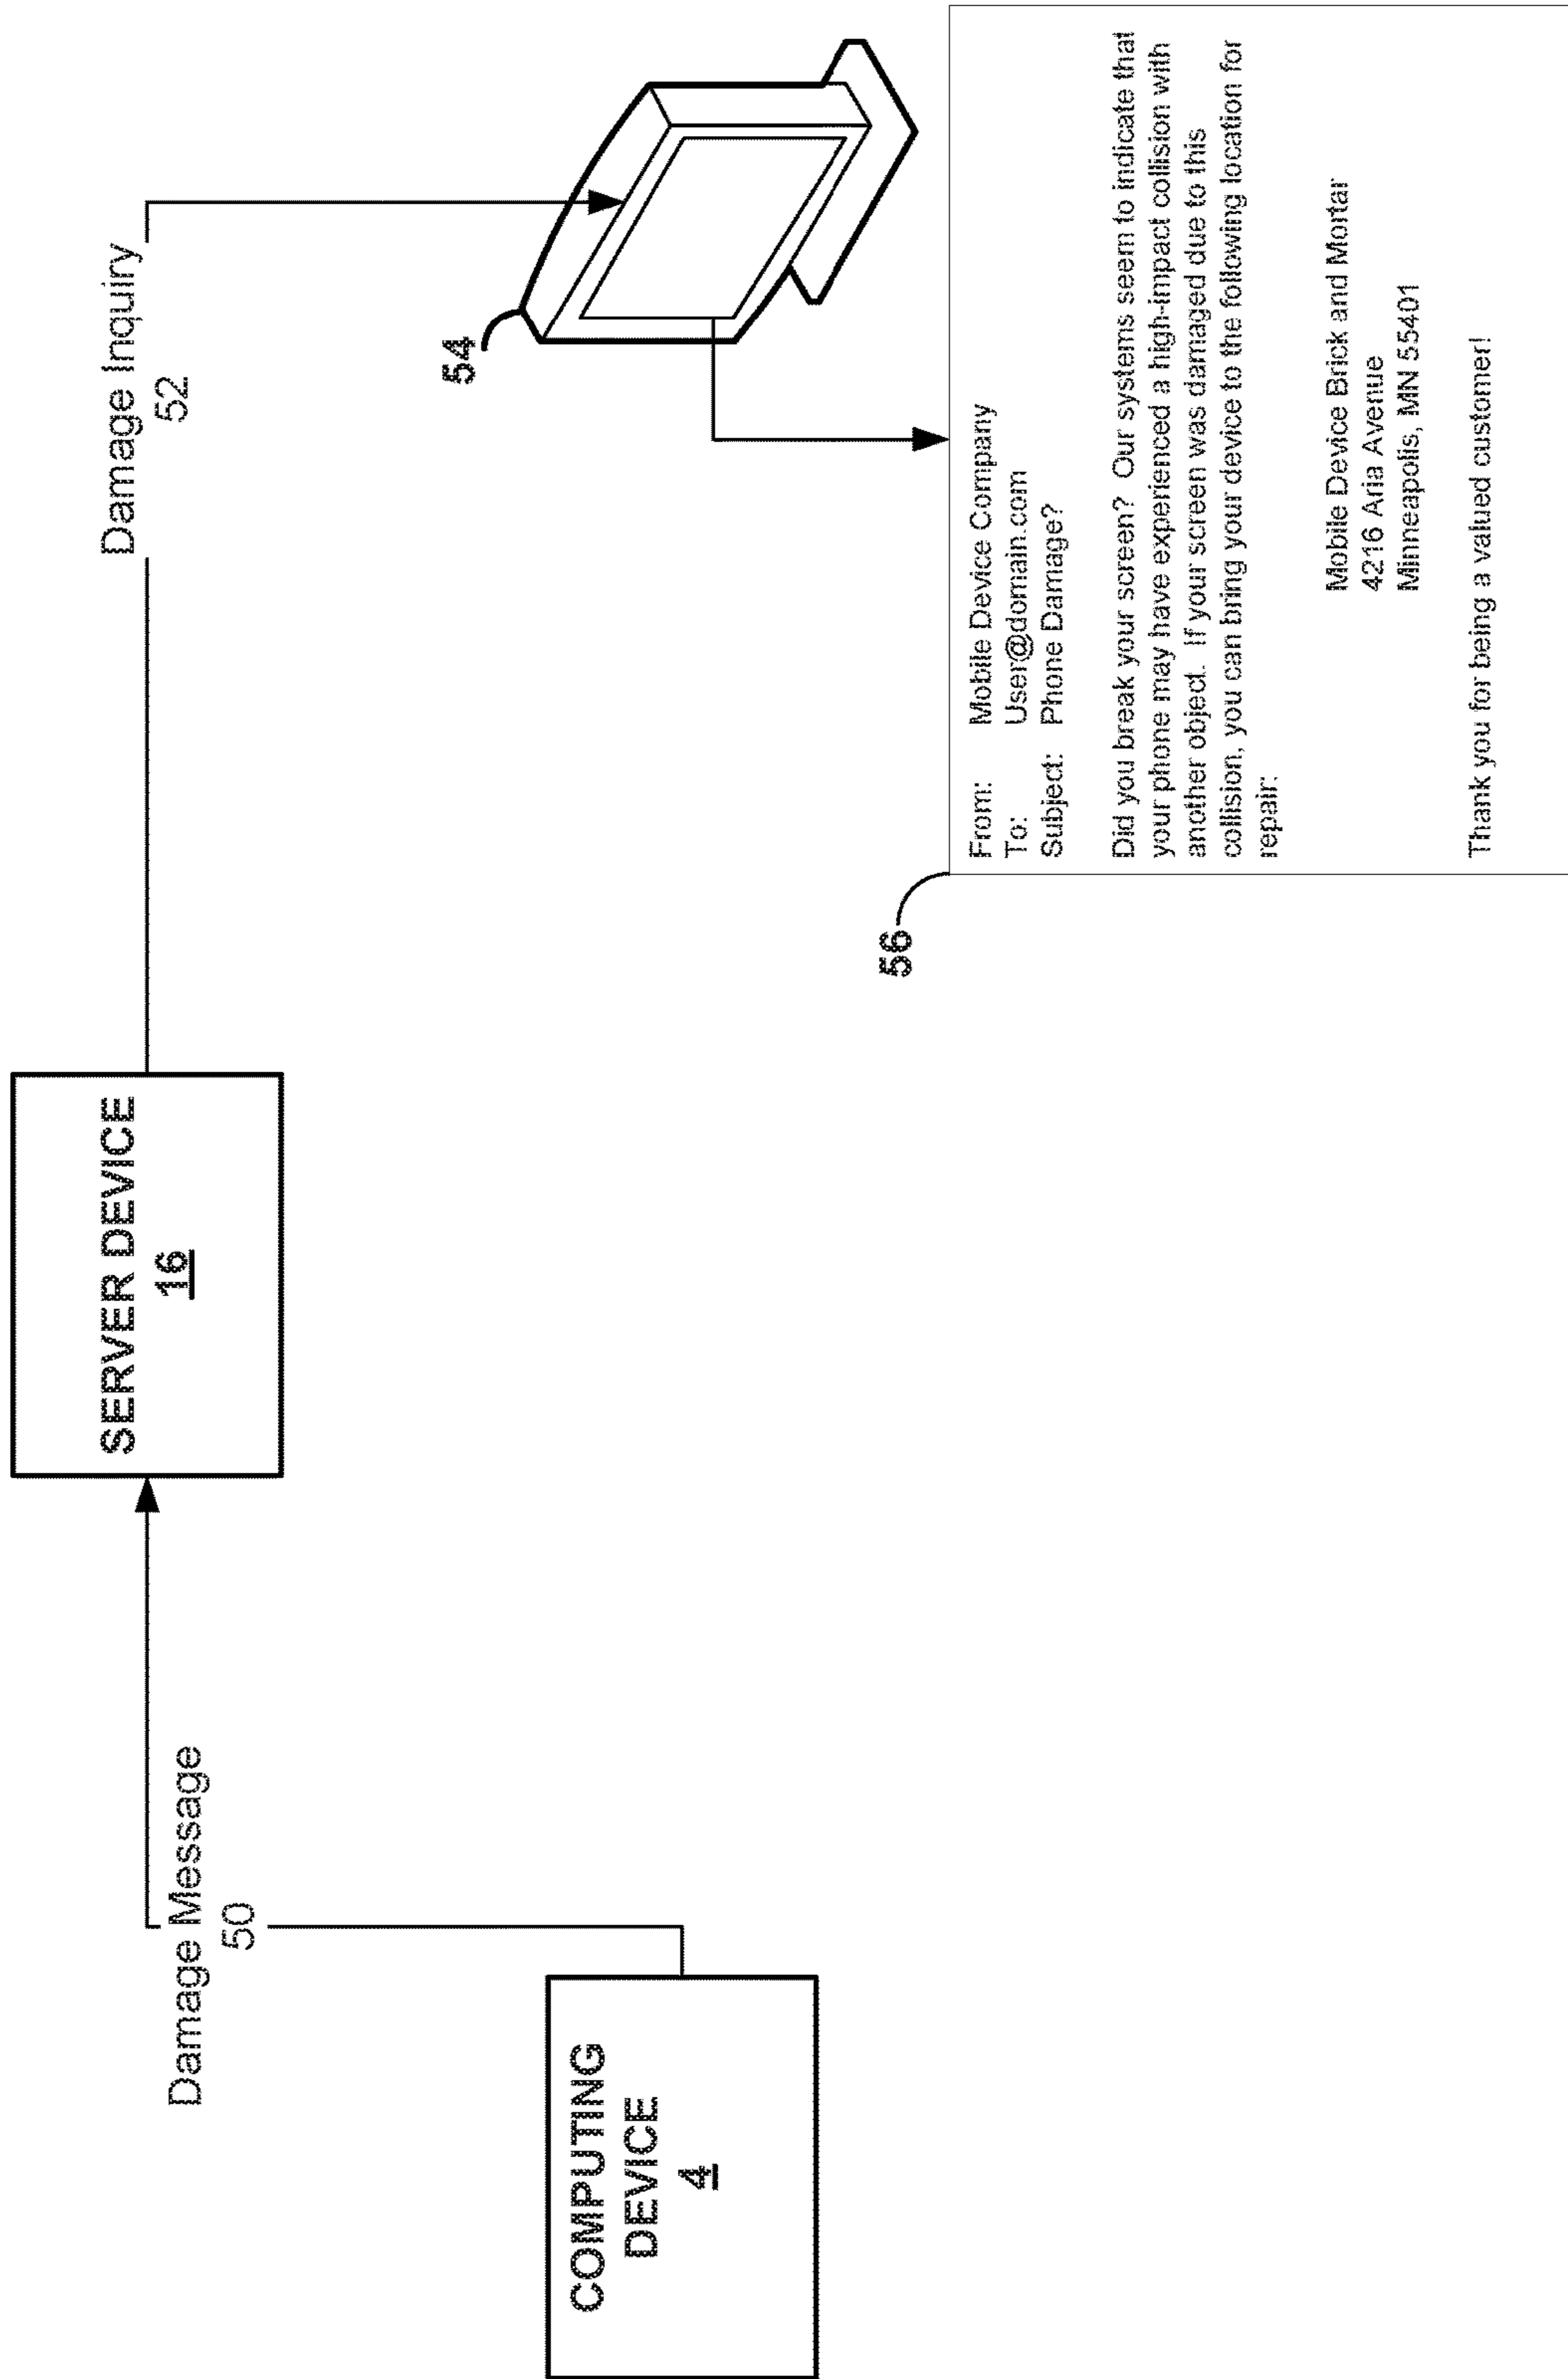 Damage Message
50
COMPUTING
DEVICE
4
SERVER DEVICE
16
Damage Inquiry
52
54
56
From: Mobile Device Company
To: User@domain.com
Subject: Phone Damage?
Did you break your screen? Our systems seem to indicate that
your phone may have experienced a high-impact collision with
another object. If your screen was damaged due to this
collision, you can bring your device to the following location for
repair:
Mobile Device Brick and Mortar
4216 Aria Avenue
Minneapolis, MN 55401
Thank you for being a valued customer!